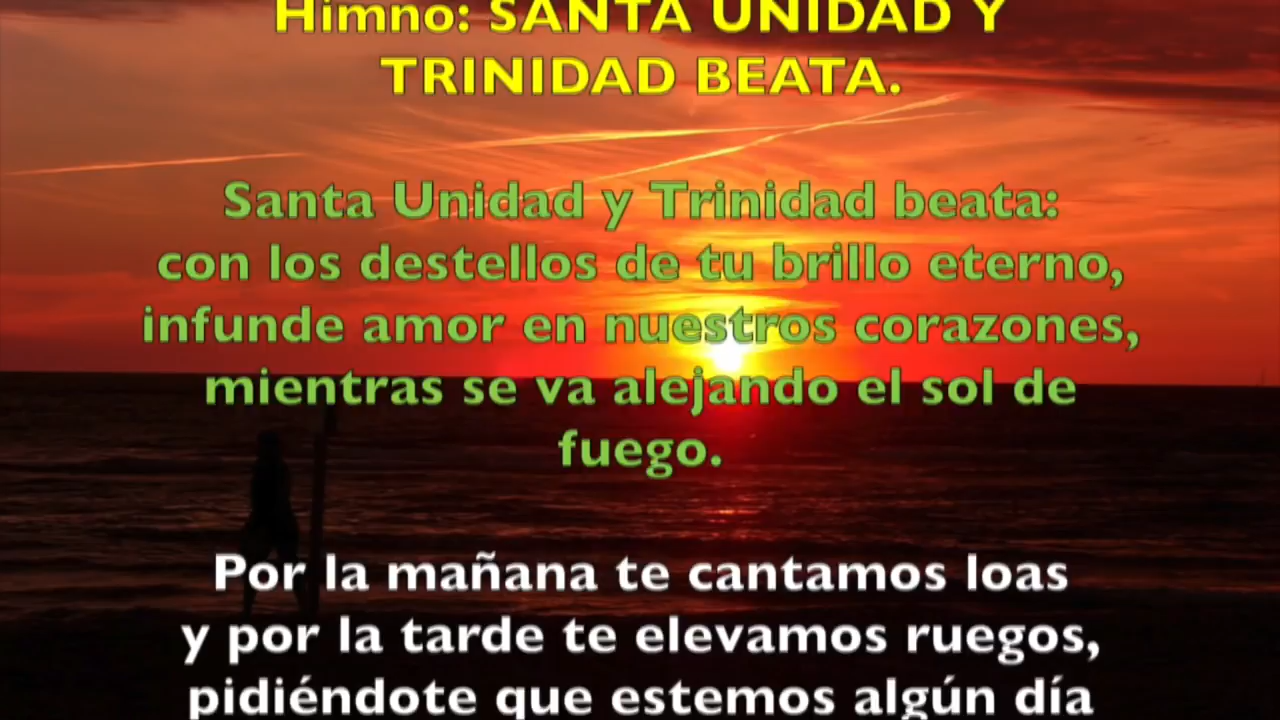 Himno: SANTA UNIDAD Y
TRINIDAD BEATA.
Santa Unidad y Trinidad beata:
con los destellos de tu brillo eterno,
infunde amor en nuestros corazones,
mientras se va alejando el sol de
fuego.
Por la mañana te cantamos loas
y por la tarde te elevamos ruegos,
pidiéndote que estemos algún día